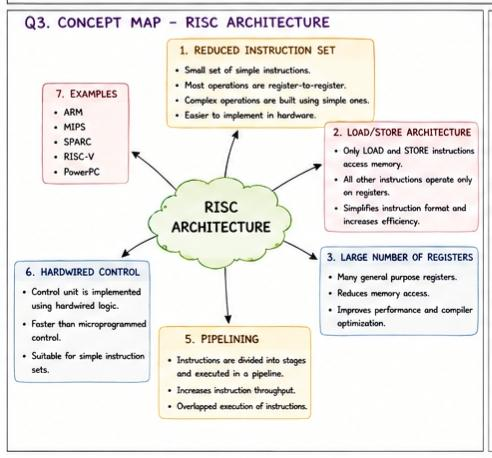 Q3. CONCEPT MAP – RISC ARCHITECTURE
1. REDUCED INSTRUCTION SET
• Small set of simple instructions.
• Most operations are register-to-register.
• Complex operations are built using simple ones.
• Easier to implement in hardware.
7. EXAMPLES
• ARM
• MIPS
• SPARC
• RISC-V
• PowerPC
2. LOAD/STORE ARCHITECTURE
• Only LOAD and STORE instructions
access memory.
• All other instructions operate only
on registers.
• Simplifies instruction format and
increases efficiency.
RISC
ARCHITECTURE
3. LARGE NUMBER OF REGISTERS
• Many general purpose registers.
• Reduces memory access.
• Improves performance and compiler
optimization.
6. HARDWIRED CONTROL
• Control unit is implemented
using hardwired logic.
• Faster than microprogrammed
control.
• Suitable for simple instruction
sets.
5. PIPELINING
• Instructions are divided into stages
and executed in a pipeline.
• Increases instruction throughput.
• Overlapped execution of instructions.